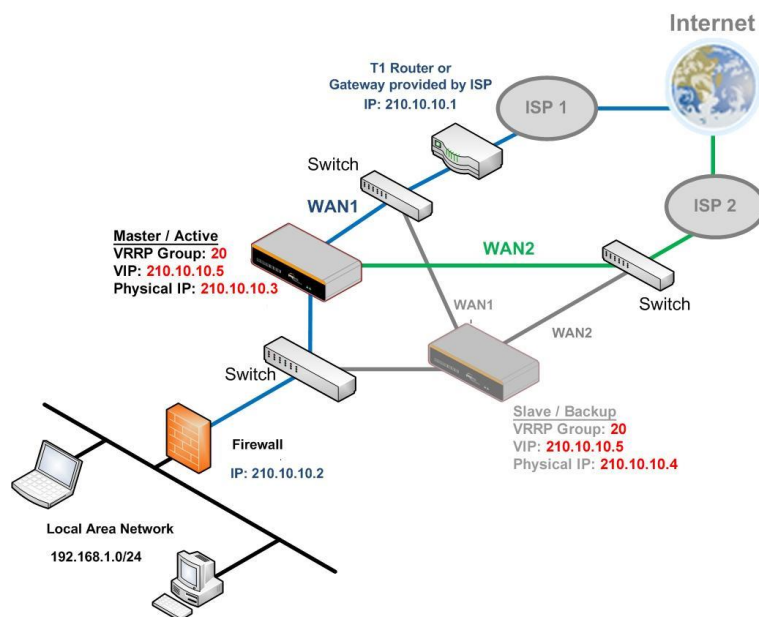 Internet
T1 Router or
Gateway provided by ISP
IP: 210.10.10.1
ISP 1
Switch
WAN1
ISP 2
Master / Active
VRRP Group: 20
VIP: 210.10.10.5
Physical IP: 210.10.10.3
WAN2
Switch
WAN1
WAN2
Switch
Slave / Backup
VRRP Group: 20
VIP: 210.10.10.5
Physical IP: 210.10.10.4
Firewall
IP: 210.10.10.2
Local Area Network
192.168.1.0/24